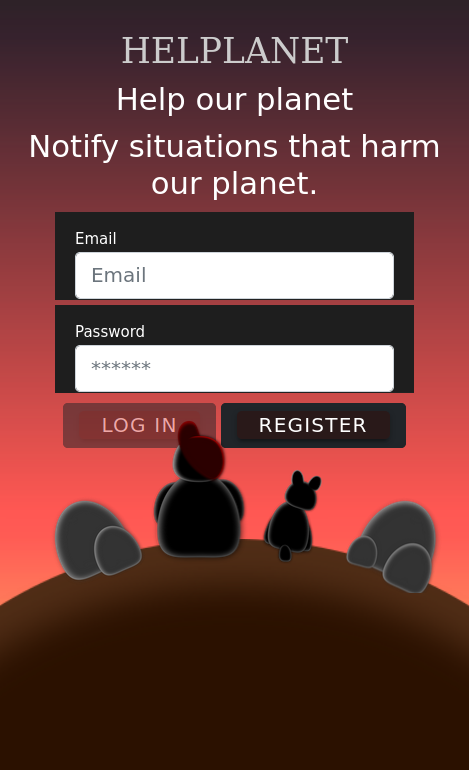 HELPLANET
Help our planet
Notify situations that harm
our planet.
Email
Email
Password
******
LOG IN
REGISTER